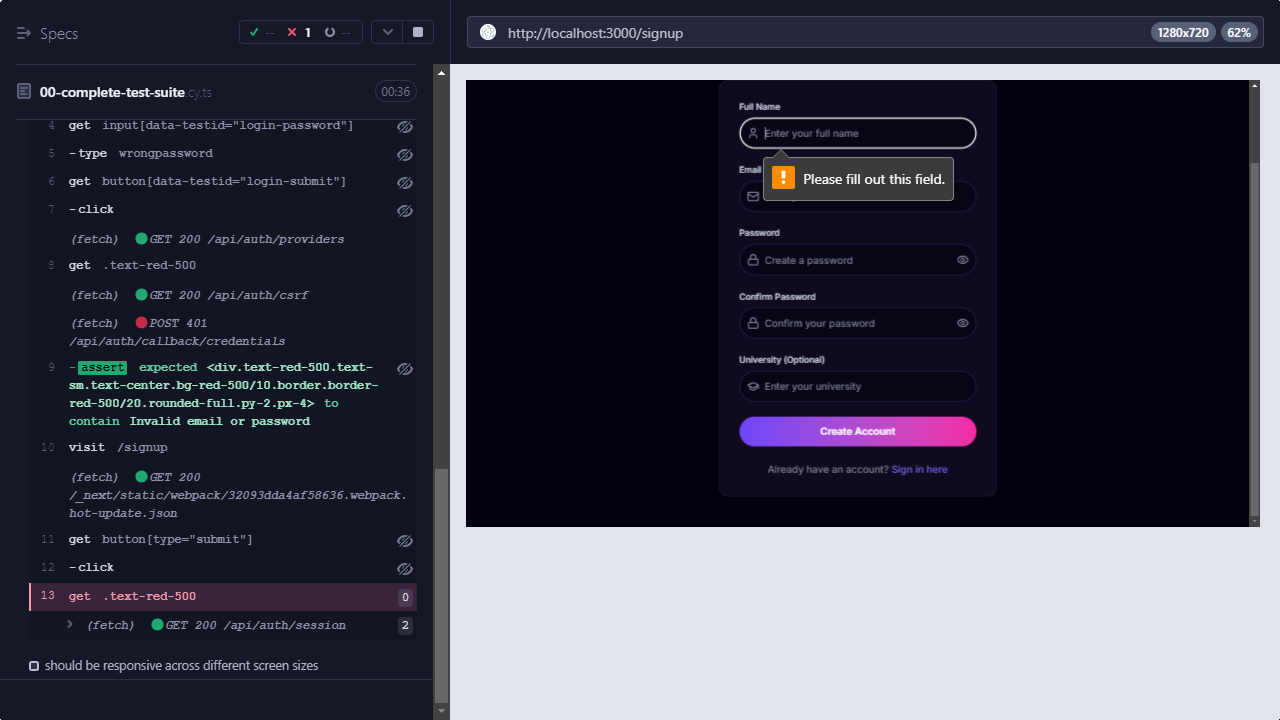 Specs
-- 1 --
http://localhost:3000/signup
1280x720
62%
00-complete-test-suite.cy.ts
00:36
4 get input[data-testid="login-password"]
5 -type wrongpassword
6 get button[data-testid="login-submit"]
7 -click
(fetch) GET 200 /api/auth/providers
8 get .text-red-500
(fetch) GET 200 /api/auth/csrf
(fetch) POST 401
/api/auth/callback/credentials
9 -assert expected <div.text-red-500.text-
sm.text-center.bg-red-500/10.border.border-
red-500/20.rounded-full.py-2.px-4> to
contain Invalid email or password
10 visit /signup
(fetch) GET 200
/_next/static/webpack/32093dda4af58636.webpack.
hot-update.json
11 get button[type="submit"]
12 -click
13 get .text-red-500 0
(fetch) GET 200 /api/auth/session 2
should be responsive across different screen sizes
Full Name
Enter your full name
Please fill out this field.
Email
Password
Create a password
Confirm Password
Confirm your password
University (Optional)
Enter your university
Create Account
Already have an account? Sign in here